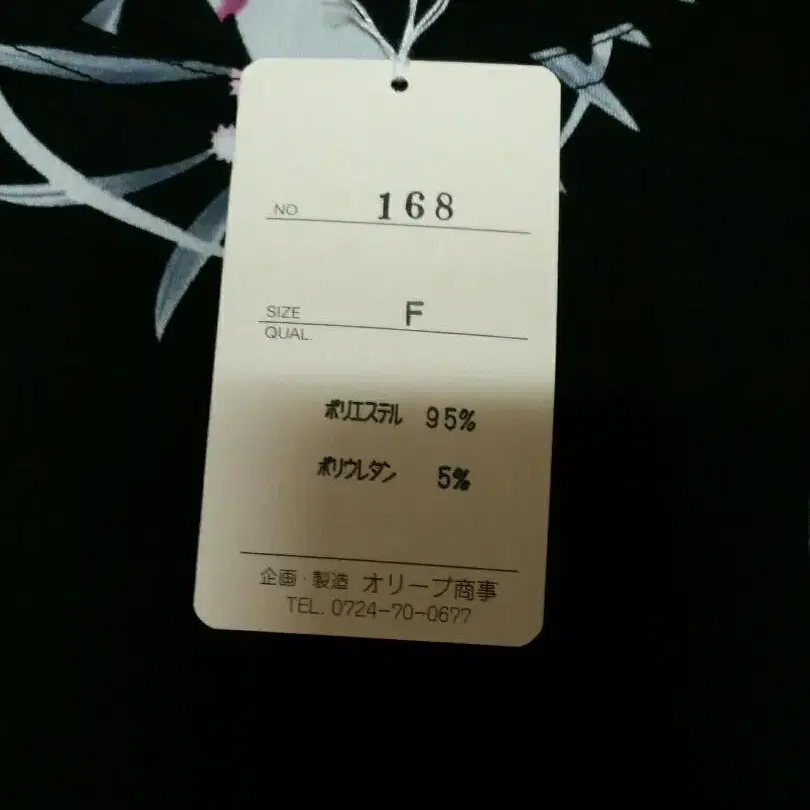 NO. 168
SIZE F
QUAL.
ポリエステル 95%
ポリウレタン 5%
企画・製造 オリーブ商事
TEL. 0724-70-0677